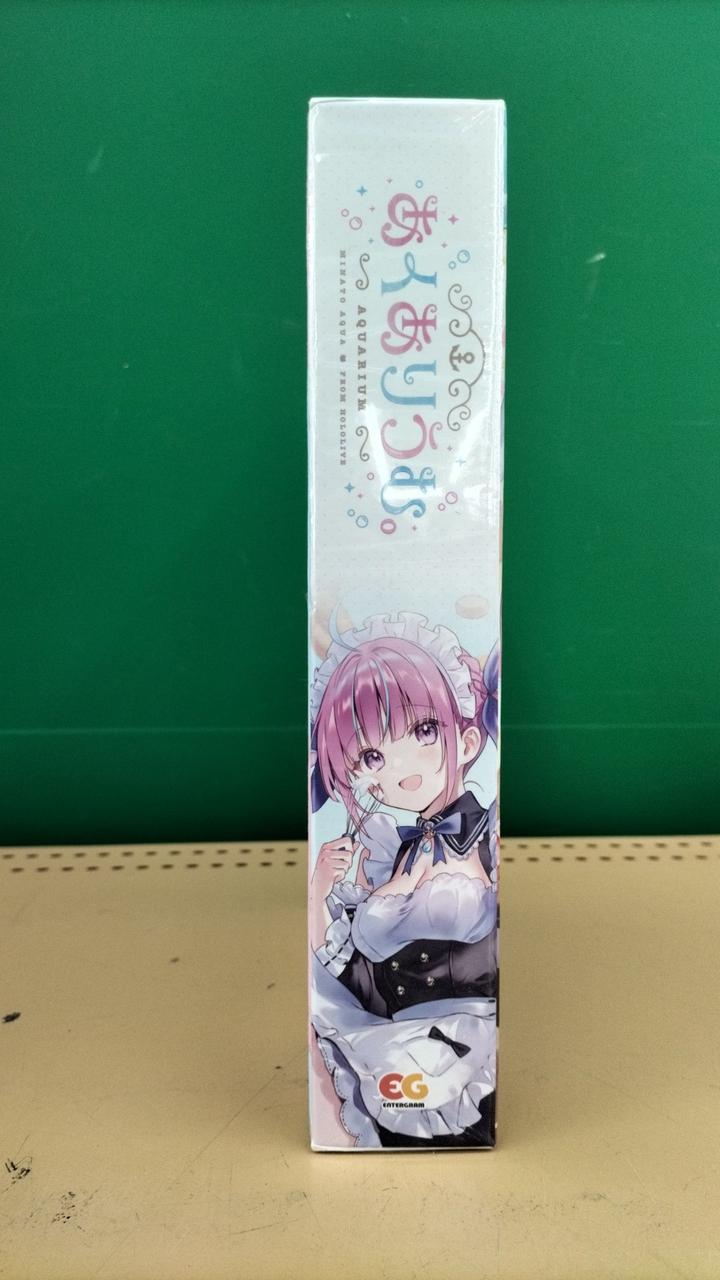 あくありうむ。
AQUARIUM
MINATO AQUA ● FROM HOLOLIVE
EG
ENTERGRAM